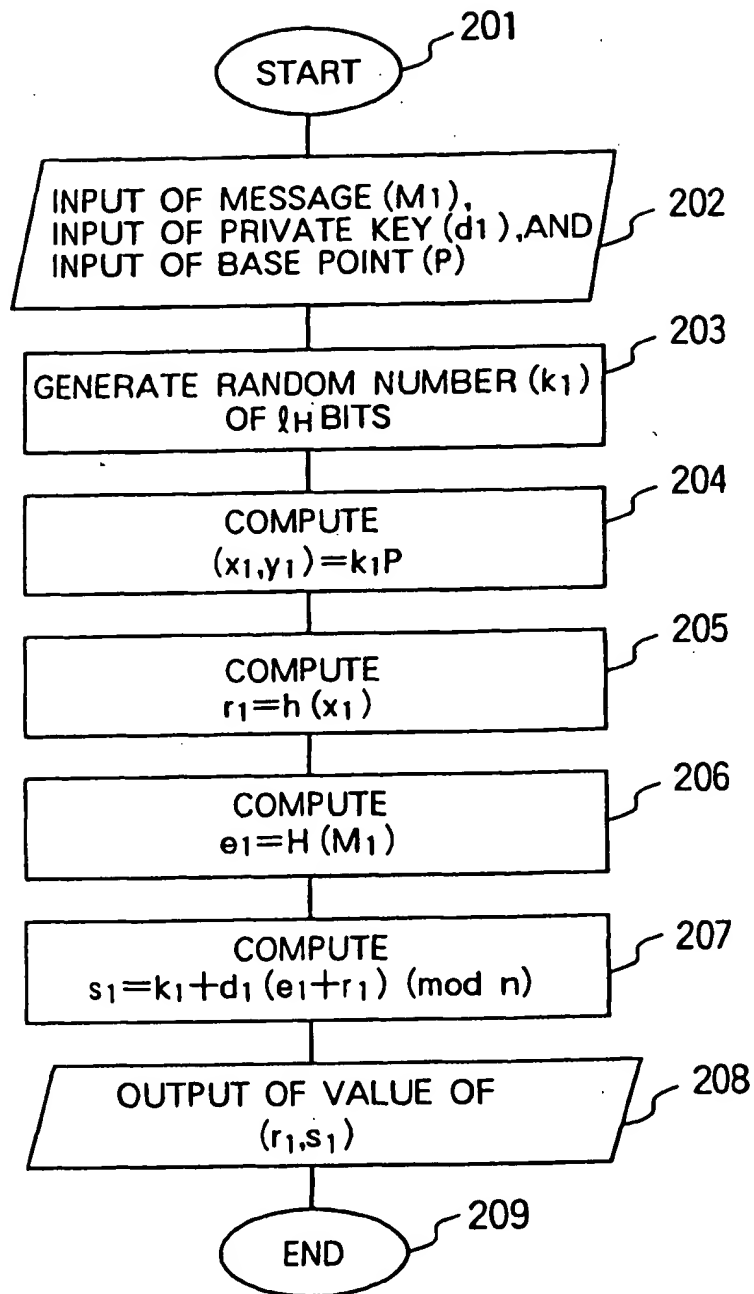 201
START
INPUT OF MESSAGE (M1),
INPUT OF PRIVATE KEY (d1), AND
INPUT OF BASE POINT (P)
202
203
GENERATE RANDOM NUMBER (k1)
OF ℓH BITS
204
COMPUTE
(x1,y1)=k1P
205
COMPUTE
r1=h(x1)
206
COMPUTE
e1=H(M1)
207
COMPUTE
s1=k1+d1(e1+r1) (mod n)
208
OUTPUT OF VALUE OF
(r1,s1)
209
END